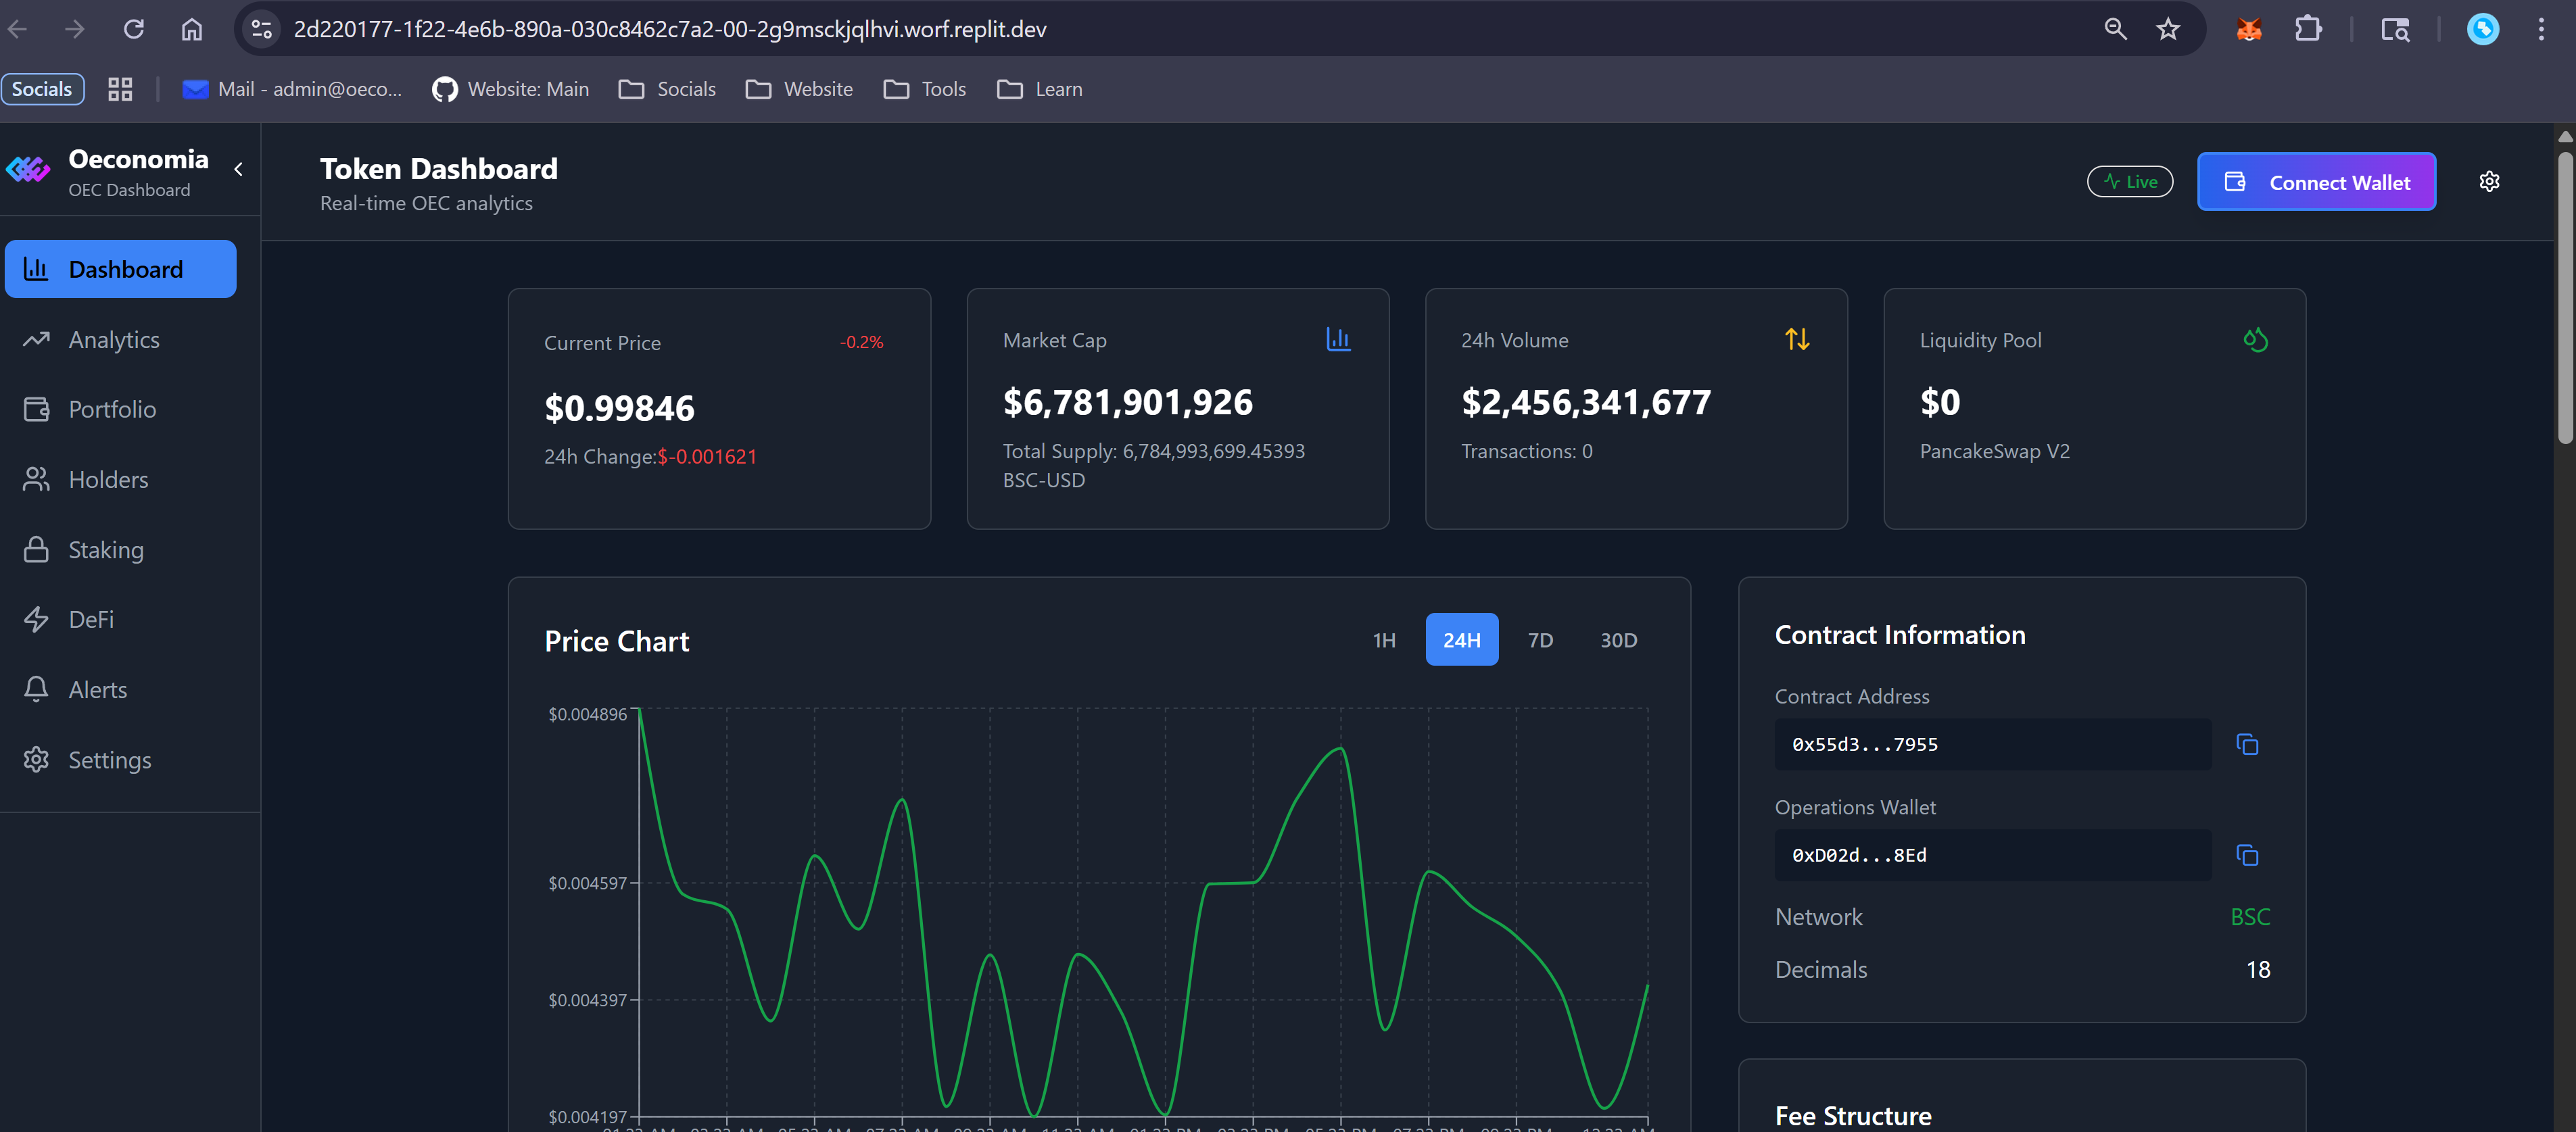 2d220177-1f22-4e6b-890a-030c8462c7a2-00-2g9msckjqlhvi.worf.replit.dev
Socials
Mail - admin@oeco...
Website: Main
Socials
Website
Tools
Learn
Oeconomia
OEC Dashboard
Token Dashboard
Real-time OEC analytics
Live
Connect Wallet
Dashboard
Analytics
Portfolio
Holders
Staking
DeFi
Alerts
Settings
Current Price
-0.2%
$0.99846
24h Change:$-0.001621
Market Cap
$6,781,901,926
Total Supply: 6,784,993,699.45393
BSC-USD
24h Volume
$2,456,341,677
Transactions: 0
Liquidity Pool
$0
PancakeSwap V2
Price Chart
1H
24H
7D
30D
$0.004896
$0.004597
$0.004397
$0.004197
Contract Information
Contract Address
0x55d3...7955
Operations Wallet
0xD02d...8Ed
Network
BSC
Decimals
18
Fee Structure